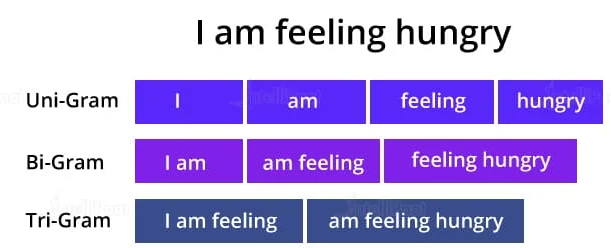 I am feeling hungry
Uni-Gram I am feeling hungry
Bi-Gram I am am feeling feeling hungry
Tri-Gram I am feeling am feeling hungry